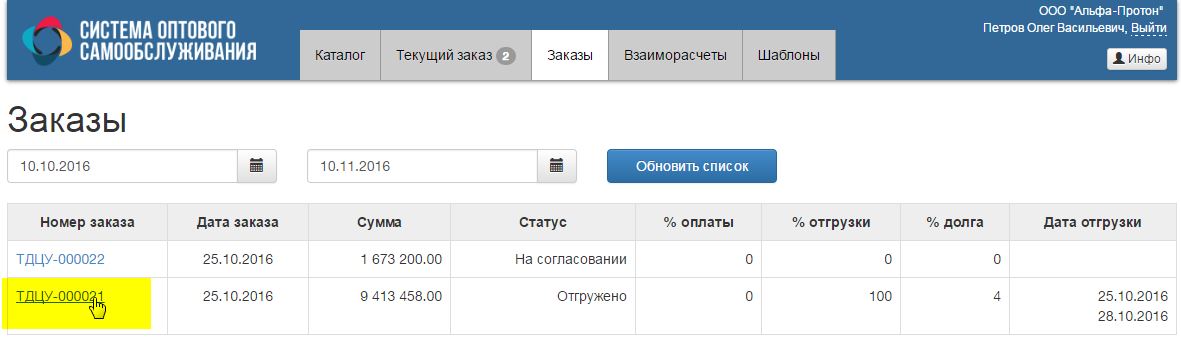 СИСТЕМА ОПТОВОГО
САМООБСЛУЖИВАНИЯ
ООО "Альфа-Протон"
Петров Олег Васильевич, Выйти
Инфо
Каталог Текущий заказ 2 Заказы Взаиморасчеты Шаблоны
Заказы
10.10.2016 10.11.2016 Обновить список
Номер заказа Дата заказа Сумма Статус % оплаты % отгрузки % долга Дата отгрузки
ТДЦУ-000022 25.10.2016 1 673 200.00 На согласовании 0 0 0
ТДЦУ-000021 25.10.2016 9 413 458.00 Отгружено 0 100 4 25.10.2016
28.10.2016